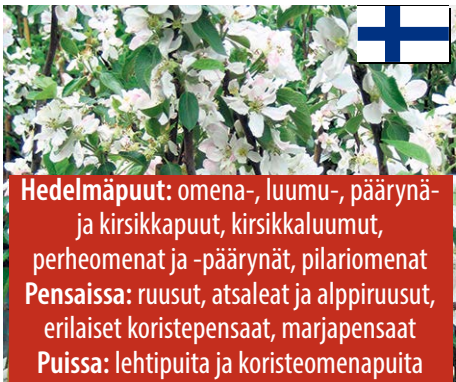 Hedelmäpuut: omena-, luumu-, päärynä-
ja kirsikkapuut, kirsikkaluumut,
perheomenat ja -päärynät, pilariomenat
Pensaissa: ruusut, atsaleat ja alppiruusut,
erilaiset koristepensaat, marjapensaat
Puissa: lehtipuita ja koristeomenapuita